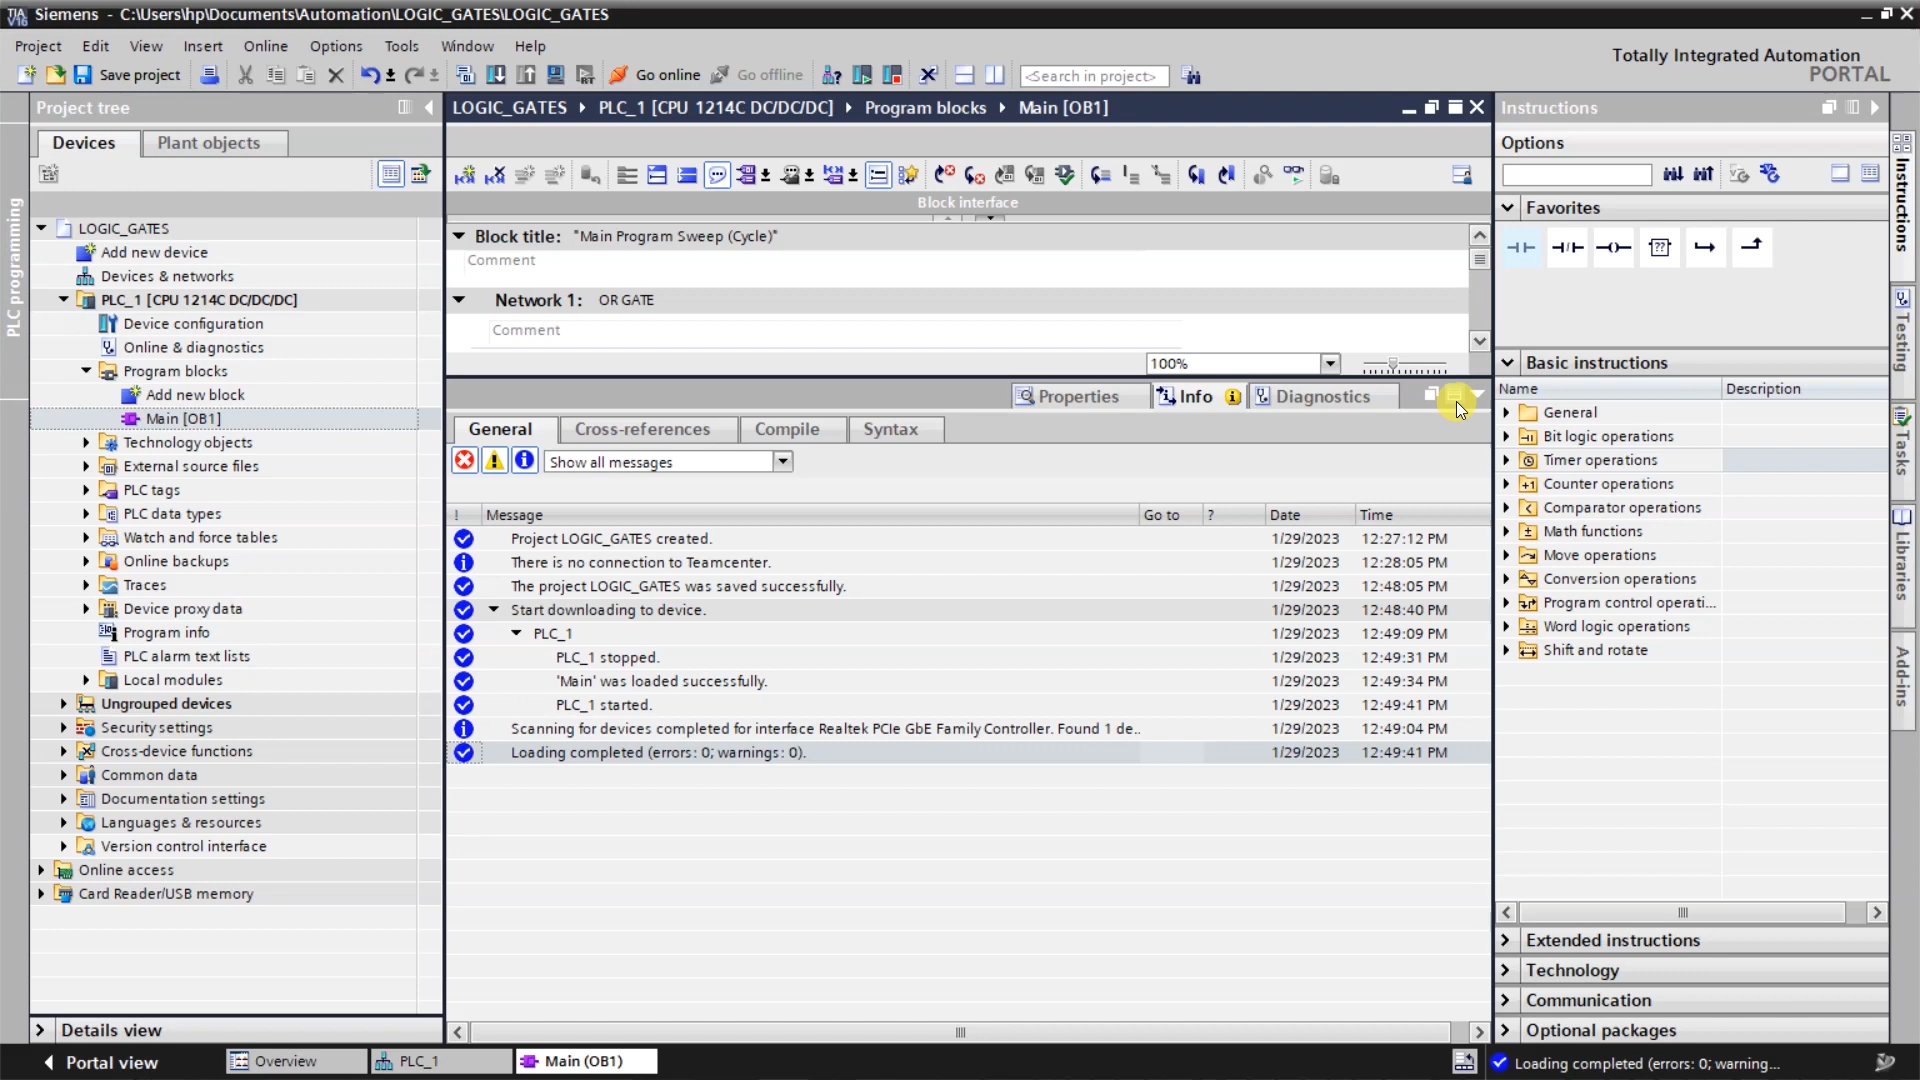 TIA V16 Siemens - C:\Users\hp\Documents\Automation\LOGIC_GATES\LOGIC_GATES
Project Edit View Insert Online Options Tools Window Help
Totally Integrated Automation
PORTAL
Save project
Go online
Go offline
<Search in project>
Project tree
LOGIC_GATES PLC_1 [CPU 1214C DC/DC/DC] Program blocks Main [OB1]
Instructions
Devices
Plant objects
Options
PLC programming
Block interface
Block title: "Main Program Sweep (Cycle)"
Comment
Network 1: OR GATE
Comment
100%
LOGIC_GATES
Add new device
Devices & networks
PLC_1 [CPU 1214C DC/DC/DC]
Device configuration
Online & diagnostics
Program blocks
Add new block
Main [OB1]
Technology objects
External source files
PLC tags
PLC data types
Watch and force tables
Online backups
Traces
Device proxy data
Program info
PLC alarm text lists
Local modules
Ungrouped devices
Security settings
Cross-device functions
Common data
Documentation settings
Languages & resources
Version control interface
Online access
Card Reader/USB memory
Details view
Properties
Info
Diagnostics
General
Cross-references
Compile
Syntax
Show all messages
! Message Go to ? Date Time
Project LOGIC_GATES created. 1/29/2023 12:27:12 PM
There is no connection to Teamcenter. 1/29/2023 12:28:05 PM
The project LOGIC_GATES was saved successfully. 1/29/2023 12:48:05 PM
Start downloading to device. 1/29/2023 12:48:40 PM
PLC_1 1/29/2023 12:49:09 PM
PLC_1 stopped. 1/29/2023 12:49:31 PM
'Main' was loaded successfully. 1/29/2023 12:49:34 PM
PLC_1 started. 1/29/2023 12:49:41 PM
Scanning for devices completed for interface Realtek PCIe GbE Family Controller. Found 1 de.. 1/29/2023 12:49:04 PM
Loading completed (errors: 0; warnings: 0). 1/29/2023 12:49:41 PM
Favorites
??
Basic instructions
Name Description
General
Bit logic operations
Timer operations
Counter operations
Comparator operations
Math functions
Move operations
Conversion operations
Program control operati...
Word logic operations
Shift and rotate
Extended instructions
Technology
Communication
Optional packages
Instructions
Testing
Tasks
Libraries
Add-ins
Portal view
Overview
PLC_1
Main (OB1)
Loading completed (errors: 0; warning...